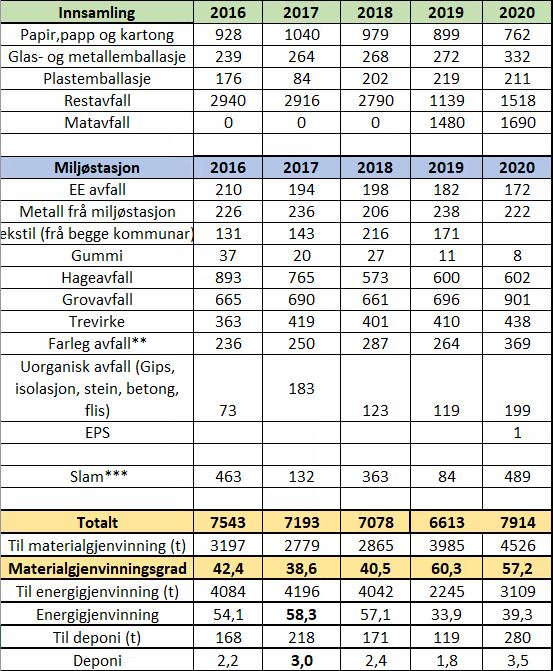 Innsamling 2016 2017 2018 2019 2020
Papir,papp og kartong 928 1040 979 899 762
Glas- og metallemballasje 239 264 268 272 332
Plastemballasje 176 84 202 219 211
Restavfall 2940 2916 2790 1139 1518
Matavfall 0 0 0 1480 1690
Miljøstasjon 2016 2017 2018 2019 2020
EE avfall 210 194 198 182 172
Metall frå miljøstasjon 226 236 206 238 222
ekstil (frå begge kommunar) 131 143 216 171
Gummi 37 20 27 11 8
Hageavfall 893 765 573 600 602
Grovavfall 665 690 661 696 901
Trevirke 363 419 401 410 438
Farleg avfall** 236 250 287 264 369
Uorganisk avfall (Gips,
isolasjon, stein, betong, 183
flis) 73 123 119 199
EPS 1
Slam*** 463 132 363 84 489
Totalt 7543 7193 7078 6613 7914
Til materialgjenvinning (t) 3197 2779 2865 3985 4526
Materialgjenvinningsgrad 42,4 38,6 40,5 60,3 57,2
Til energigjenvinning (t) 4084 4196 4042 2245 3109
Energigjenvinning 54,1 58,3 57,1 33,9 39,3
Til deponi (t) 168 218 171 119 280
Deponi 2,2 3,0 2,4 1,8 3,5